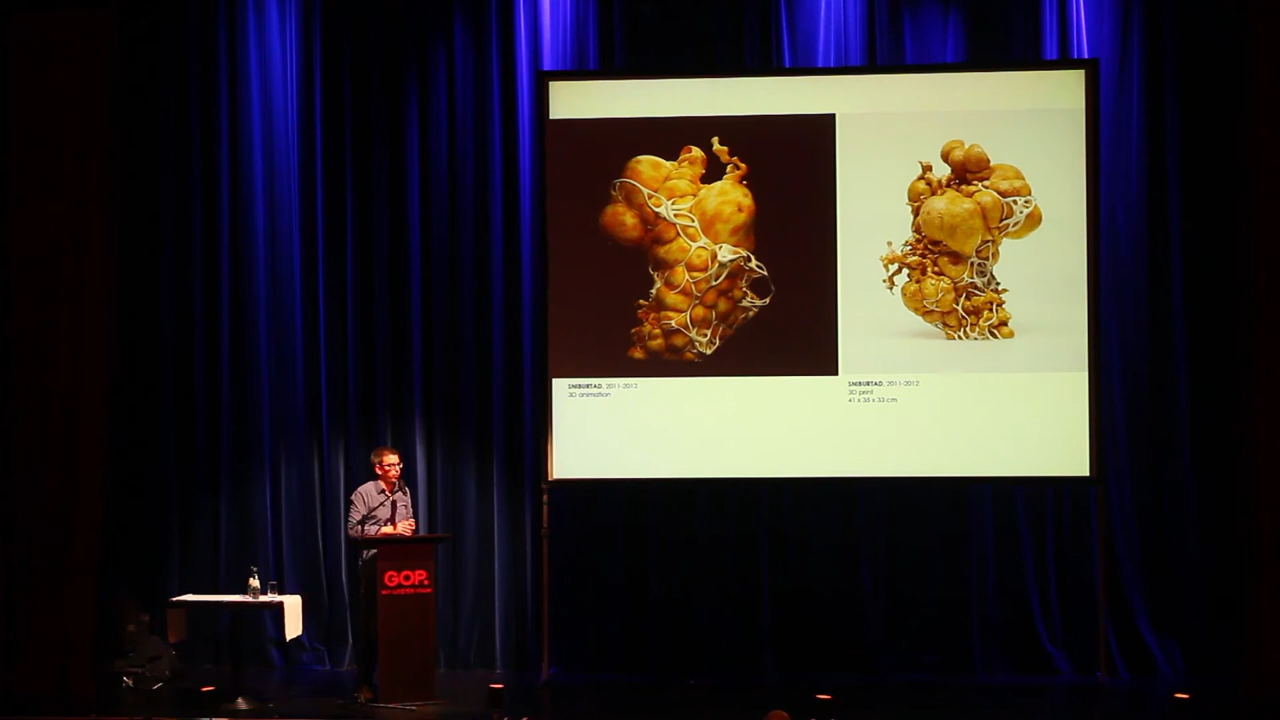 SNIBURTAD, 2011-2012
3D animation
SNIBURTAD, 2011-2012
3D print
41 x 35 x 33 cm
GOP.